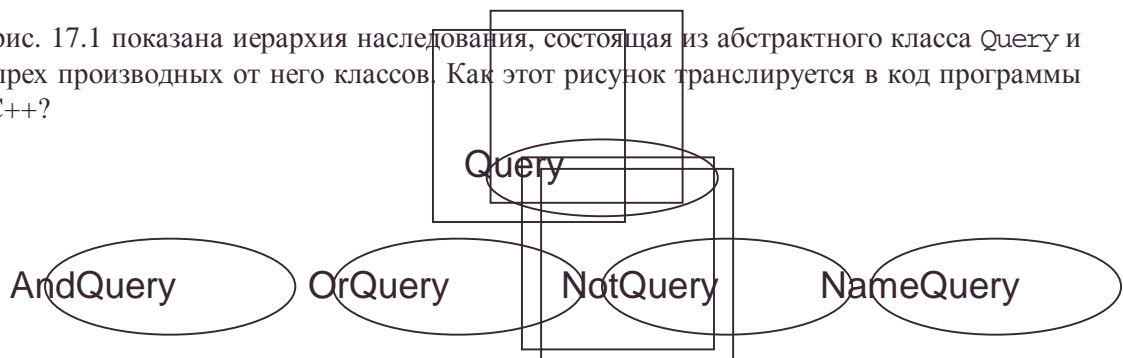 рис. 17.1 показана иерархия наследования, состоящая из абстрактного класса Query и
ырех производных от него классов. Как этот рисунок транслируется в код программы
C++?
Query
AndQuery OrQuery NotQuery NameQuery